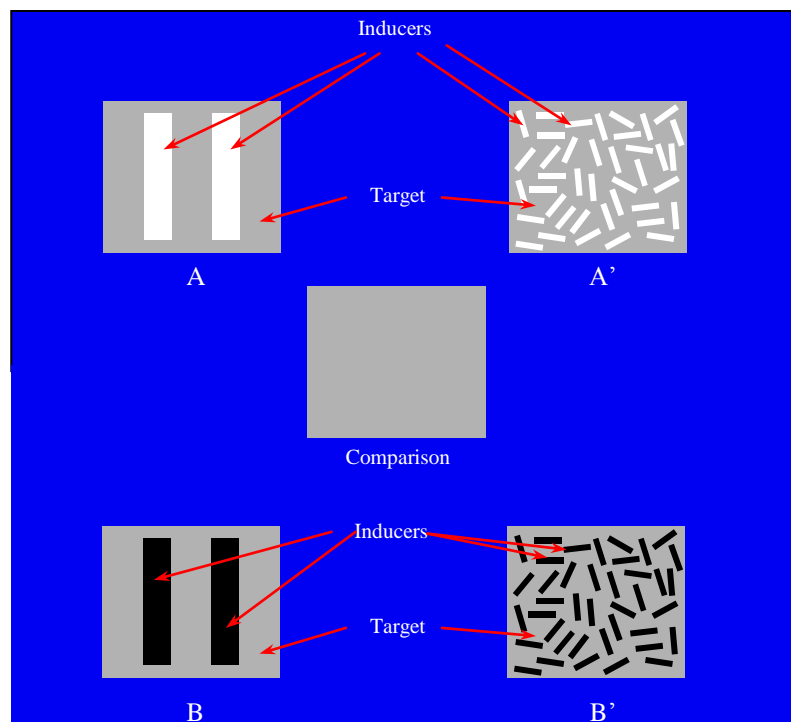 Inducers
Target
A
A’
Comparison
Inducers
Target
B
B’